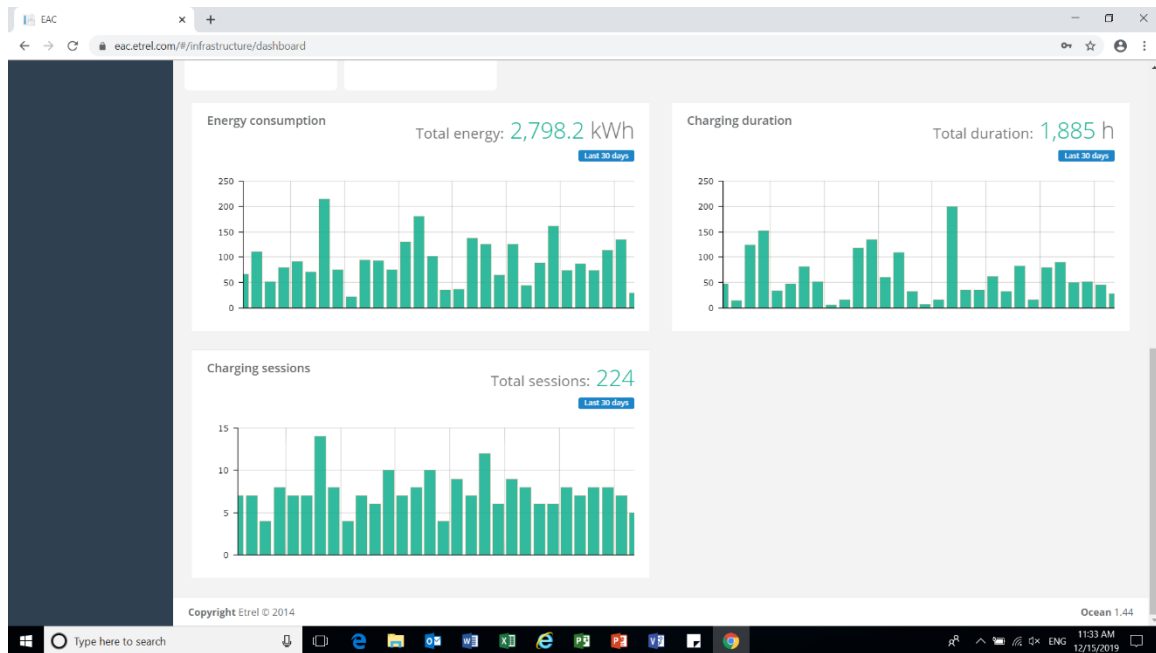 EAC
eac.etrel.com/#/infrastructure/dashboard
Energy consumption
Total energy: 2,798.2 kWh
Last 30 days
250
200
150
100
50
0
Charging duration
Total duration: 1,885 h
Last 30 days
250
200
150
100
50
0
Charging sessions
Total sessions: 224
Last 30 days
15
10
5
0
Copyright Etrel © 2014
Ocean 1.44
Type here to search
ENG
11:33 AM
12/15/2019